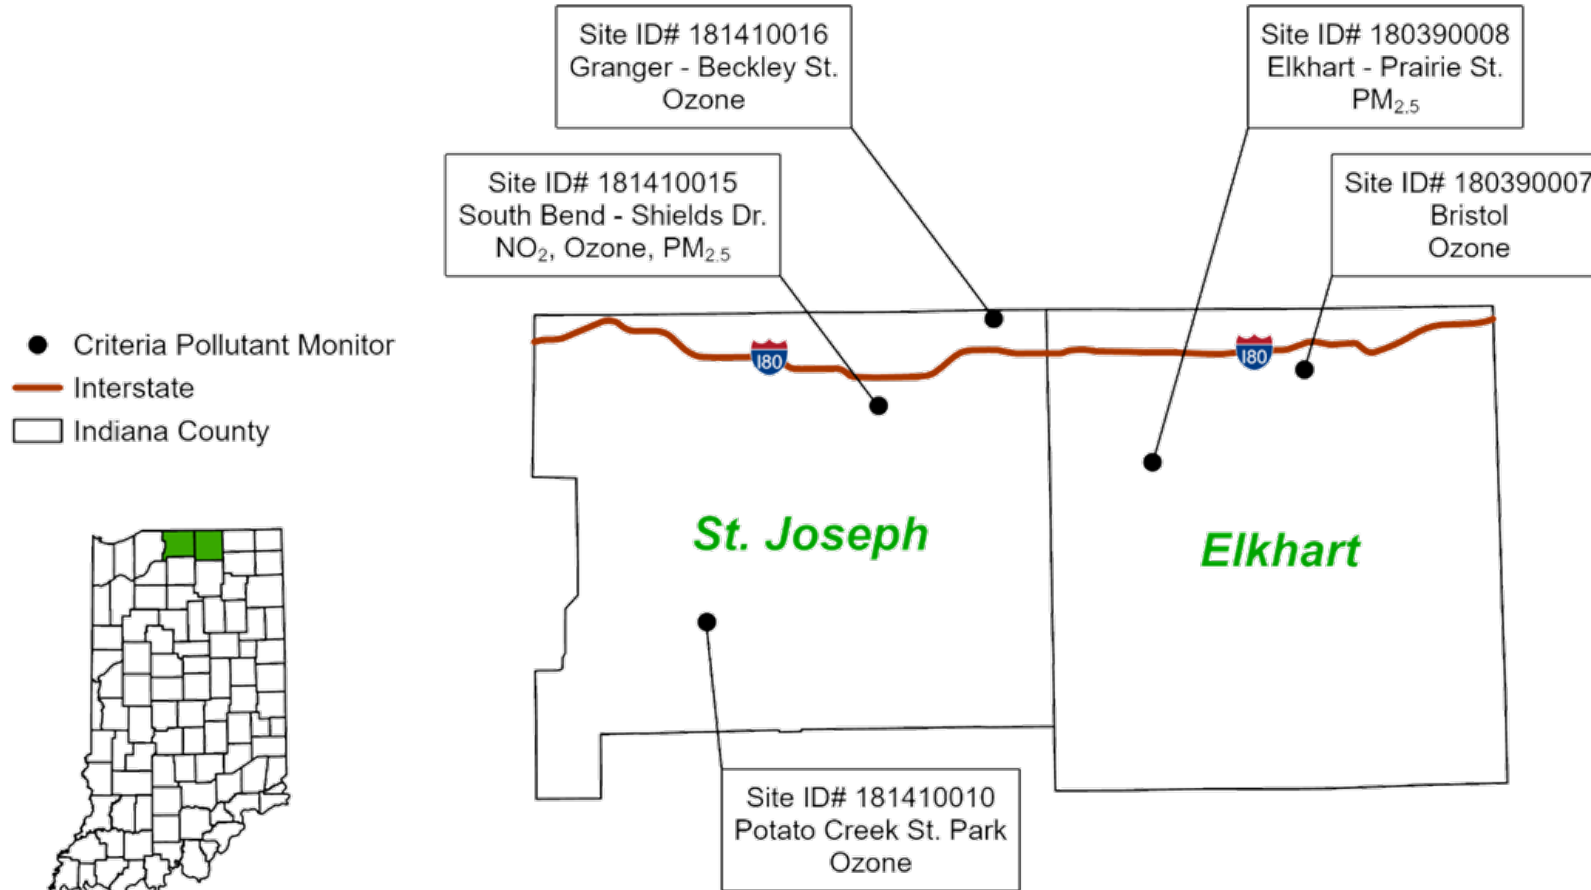 Site ID# 181410016
Granger - Beckley St.
Ozone
Site ID# 180390008
Elkhart - Prairie St.
PM₂.₅
Site ID# 181410015
South Bend - Shields Dr.
NO₂, Ozone, PM₂.₅
Site ID# 180390007
Bristol
Ozone
Criteria Pollutant Monitor
Interstate
Indiana County
180
180
St. Joseph
Elkhart
Site ID# 181410010
Potato Creek St. Park
Ozone